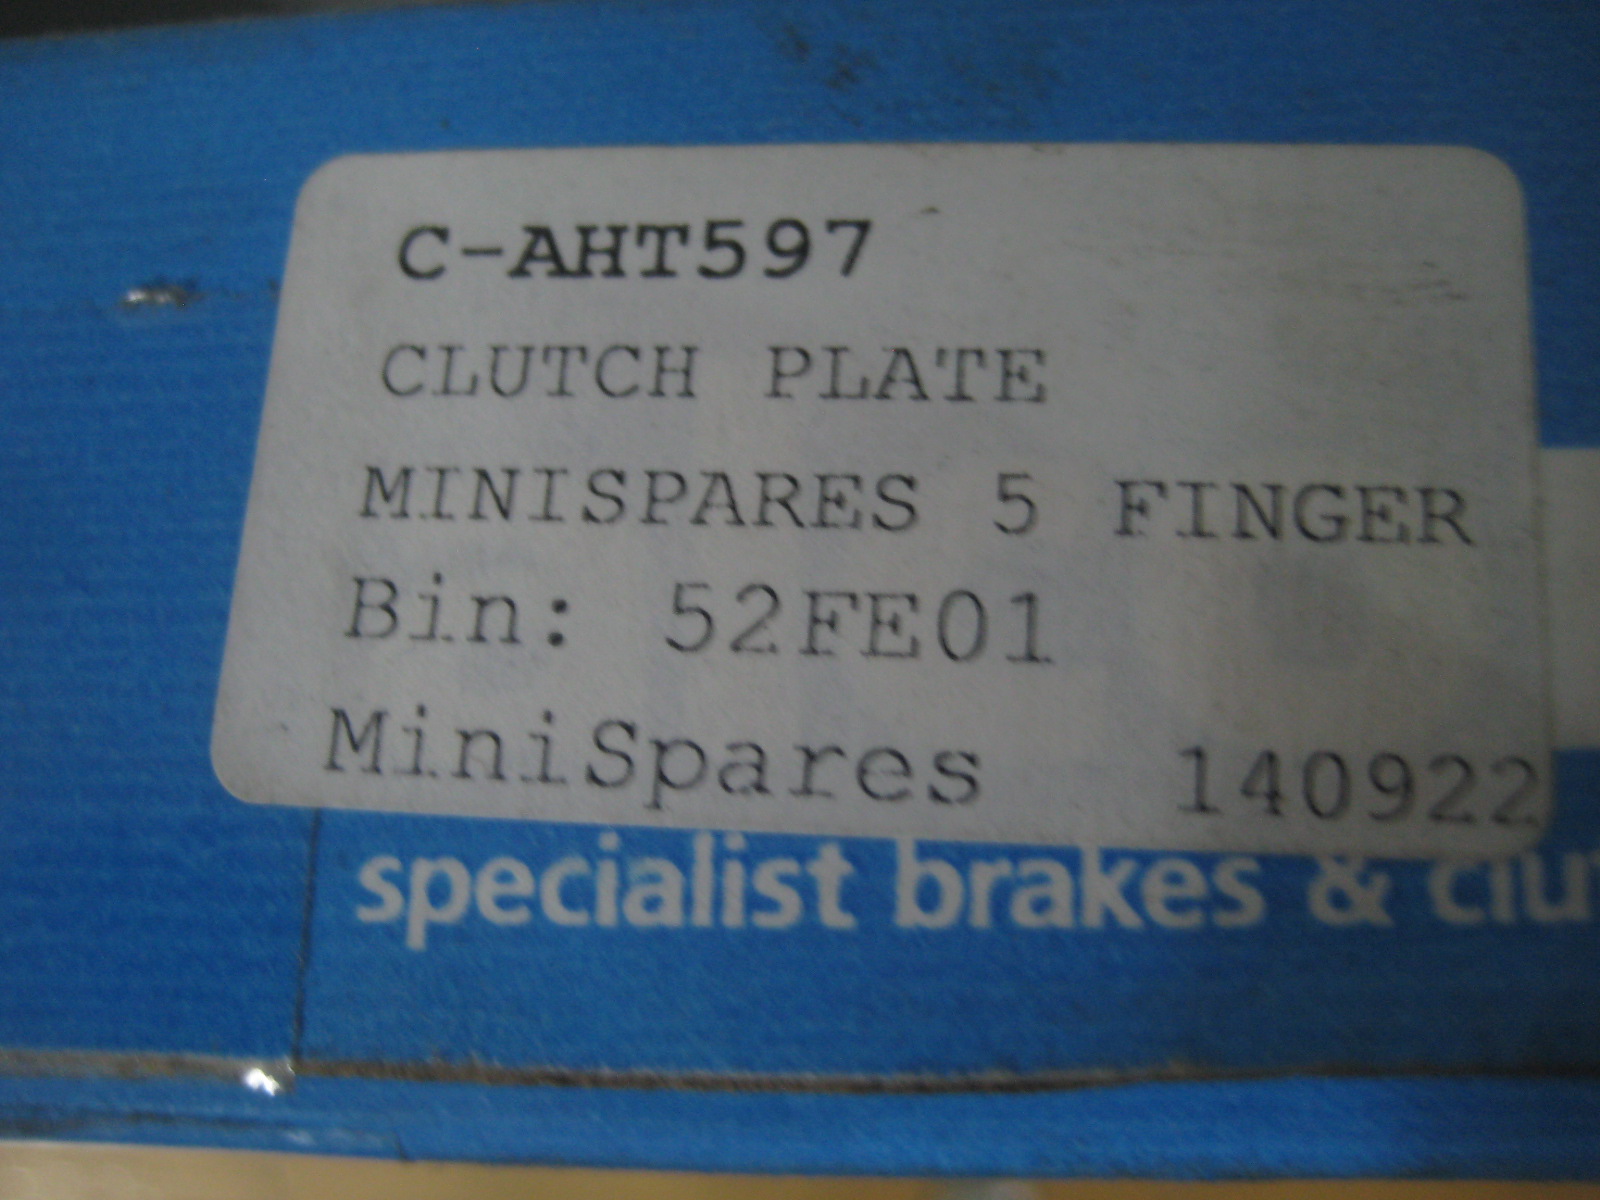 C-AHT597
CLUTCH PLATE
MINISPARES 5 FINGER
Bin: 52FE01
MiniSpares 140922
specialist brakes &